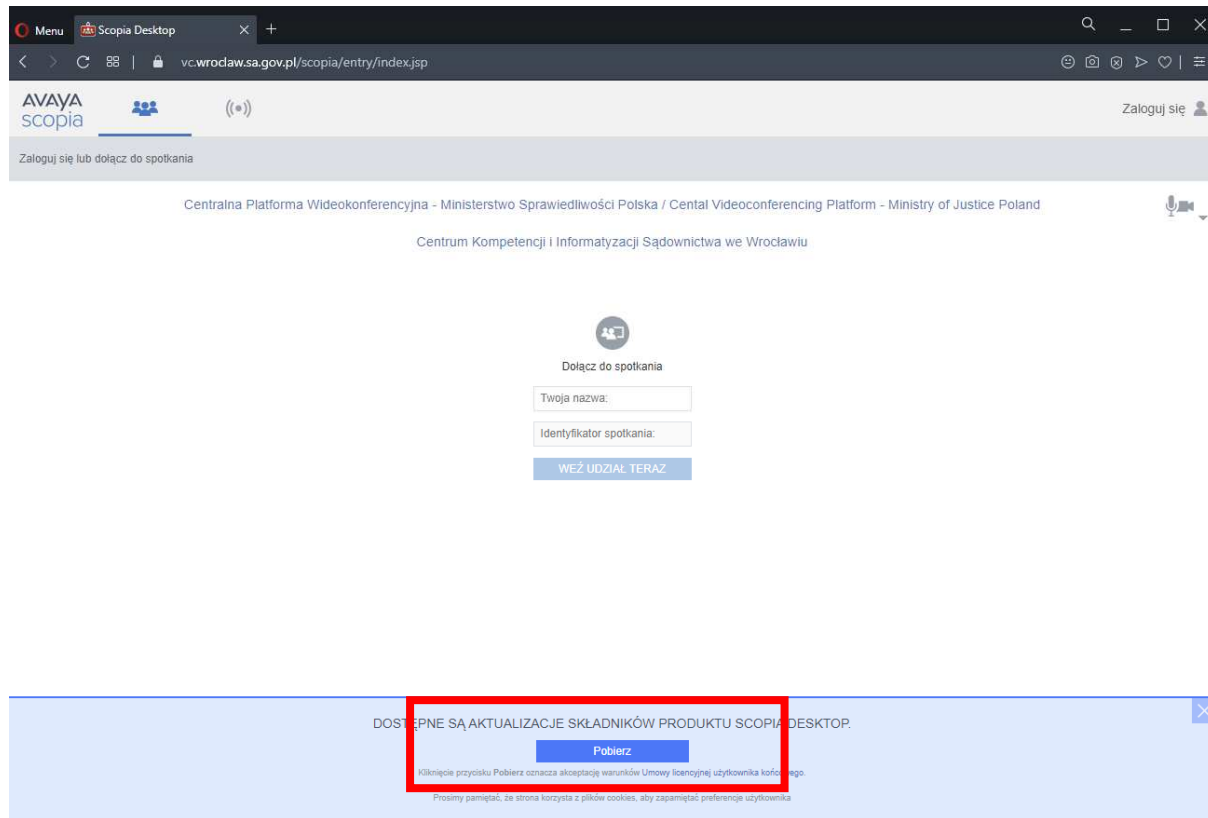 Menu
Scopia Desktop
vc.wroclaw.sa.gov.pl/scopia/entry/index.jsp
AVAYA
scopia
Zaloguj się
Zaloguj się lub dołącz do spotkania
Centralna Platforma Wideokonferencyjna - Ministerstwo Sprawiedliwości Polska / Cental Videoconferencing Platform - Ministry of Justice Poland
Centrum Kompetencji i Informatyzacji Sądownictwa we Wrocławiu
Dołącz do spotkania
Twoja nazwa:
Identyfikator spotkania:
WEŹ UDZIAŁ TERAZ
DOSTĘPNE SĄ AKTUALIZACJE SKŁADNIKÓW PRODUKTU SCOPIA DESKTOP.
Pobierz
Kliknięcie przycisku Pobierz oznacza akceptację warunków Umowy licencyjnej użytkownika końcowego.
Prosimy pamiętać, że strona korzysta z plików cookies, aby zapamiętać preferencje użytkownika